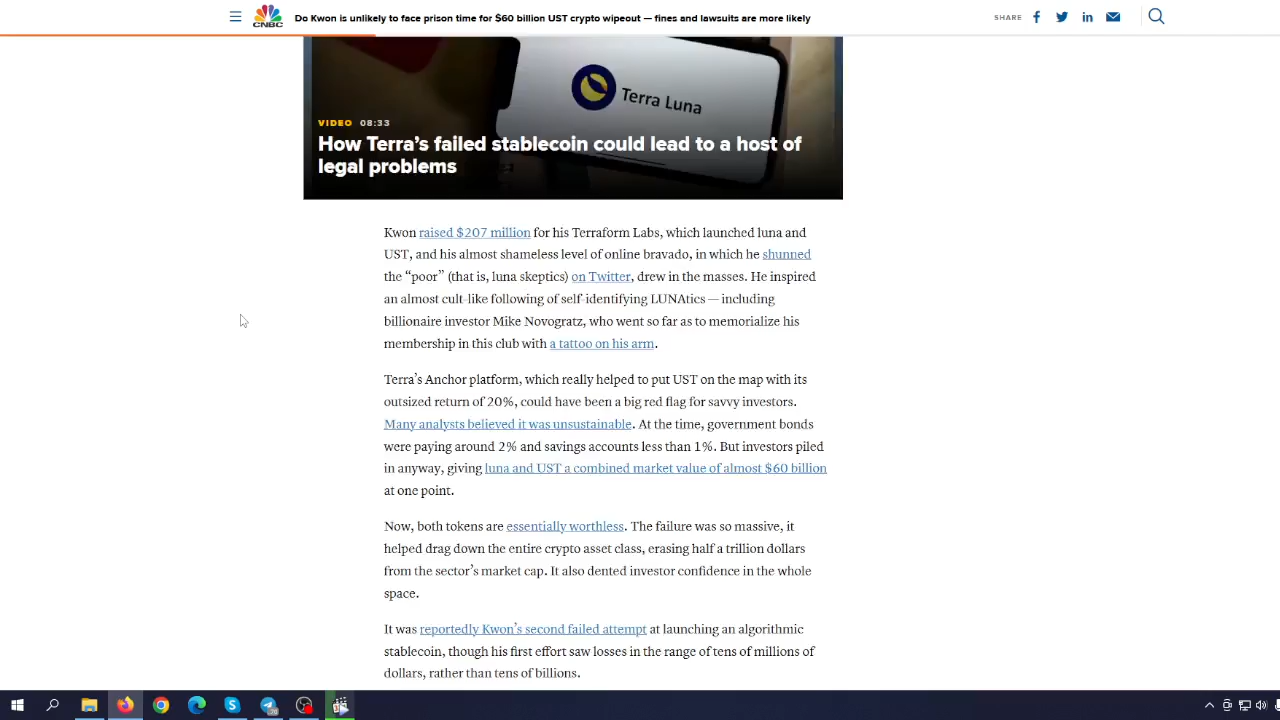 CNBC
Do Kwon is unlikely to face prison time for $60 billion UST crypto wipeout — fines and lawsuits are more likely
SHARE
Terra Luna
VIDEO 08:33
How Terra’s failed stablecoin could lead to a host of
legal problems
Kwon raised $207 million for his Terraform Labs, which launched luna and
UST, and his almost shameless level of online bravado, in which he shunned
the “poor” (that is, luna skeptics) on Twitter, drew in the masses. He inspired
an almost cult-like following of self-identifying LUNAtics — including
billionaire investor Mike Novogratz, who went so far as to memorialize his
membership in this club with a tattoo on his arm.
Terra’s Anchor platform, which really helped to put UST on the map with its
outsized return of 20%, could have been a big red flag for savvy investors.
Many analysts believed it was unsustainable. At the time, government bonds
were paying around 2% and savings accounts less than 1%. But investors piled
in anyway, giving luna and UST a combined market value of almost $60 billion
at one point.
Now, both tokens are essentially worthless. The failure was so massive, it
helped drag down the entire crypto asset class, erasing half a trillion dollars
from the sector’s market cap. It also dented investor confidence in the whole
space.
It was reportedly Kwon’s second failed attempt at launching an algorithmic
stablecoin, though his first effort saw losses in the range of tens of millions of
dollars, rather than tens of billions.